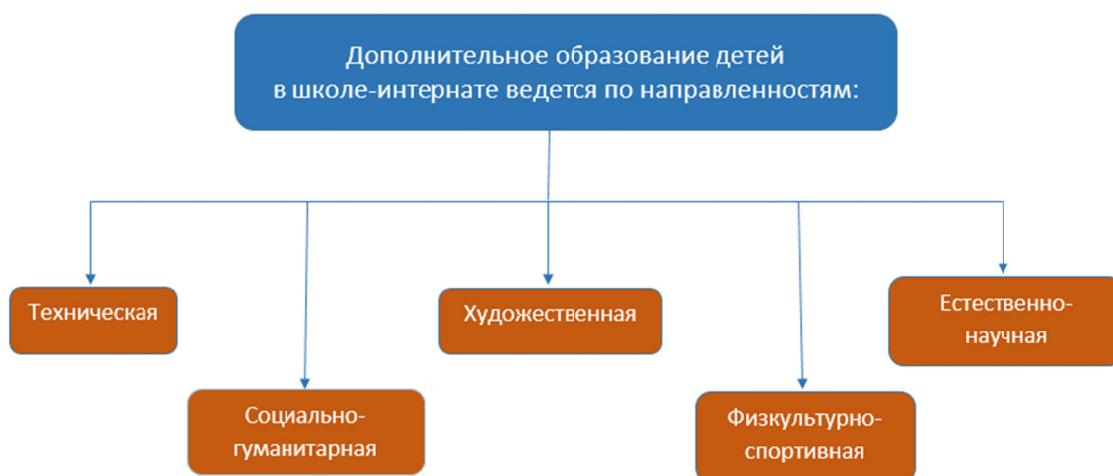 Дополнительное образование детей
в школе-интернате ведется по направленностям:
Техническая
Художественная
Естественно-
научная
Социально-
гуманитарная
Физкультурно-
спортивная